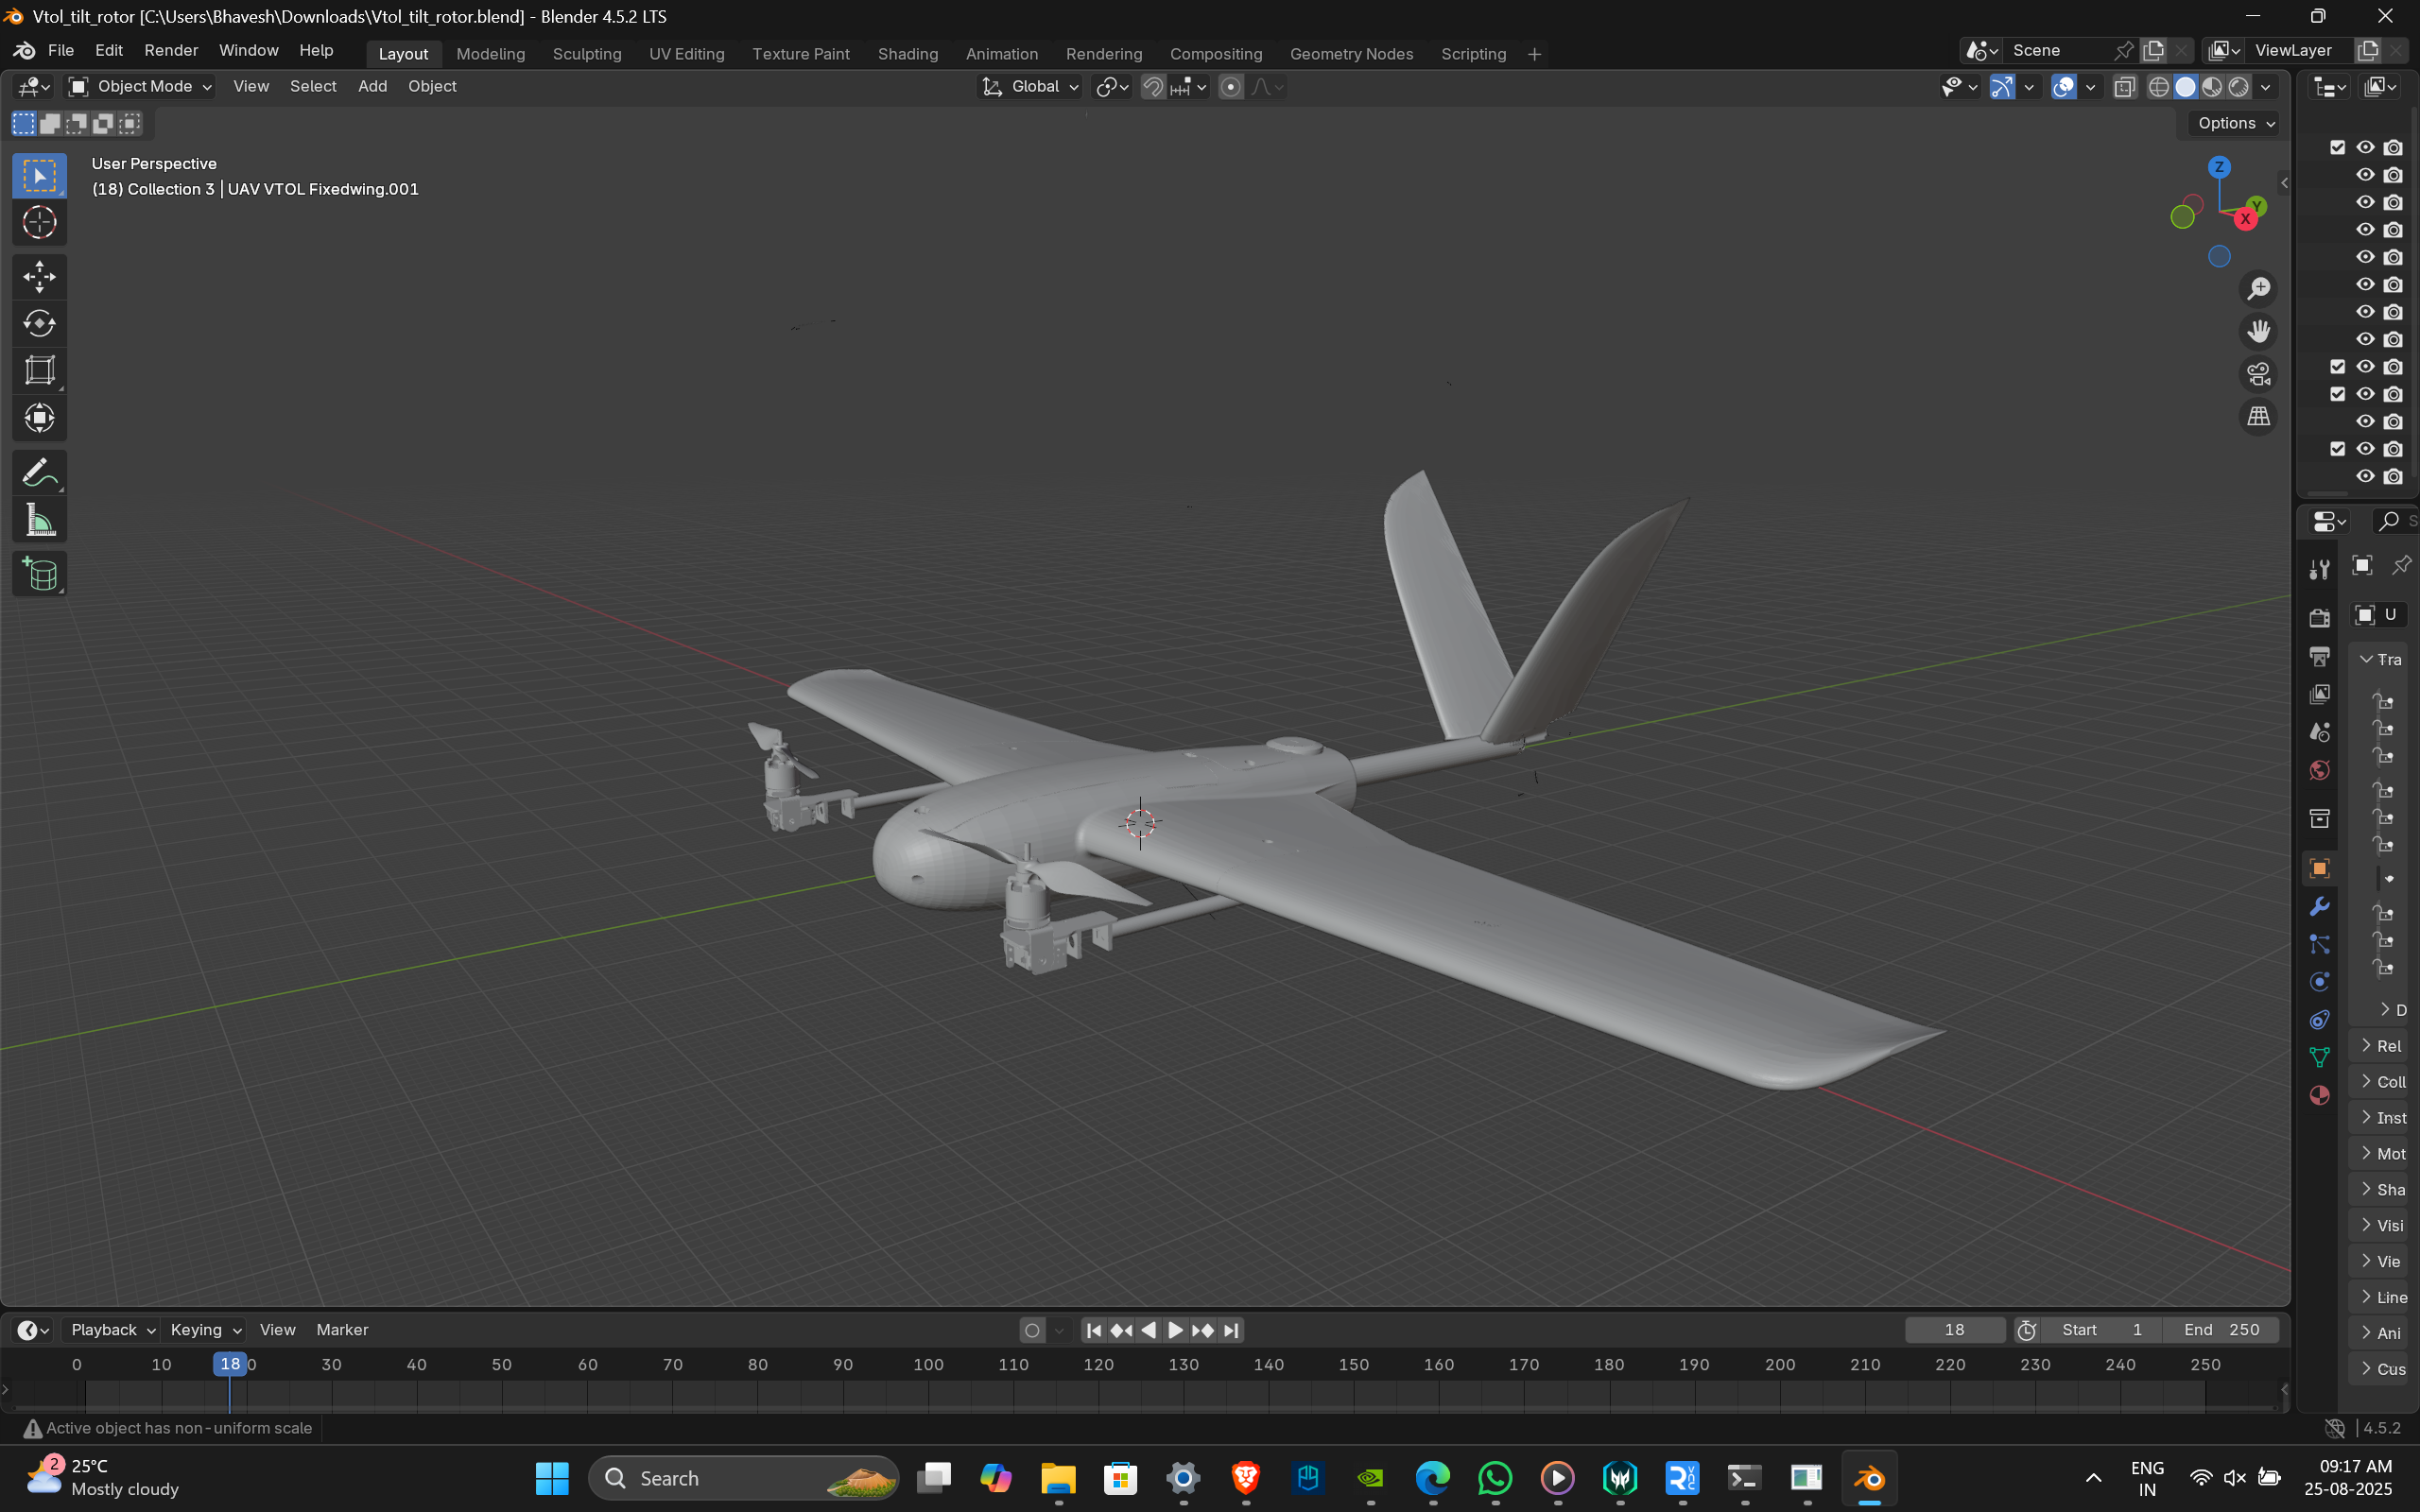 Vtol_tilt_rotor [C:\Users\Bhavesh\Downloads\Vtol_tilt_rotor.blend] - Blender 4.5.2 LTS
File Edit Render Window Help Layout Modeling Sculpting UV Editing Texture Paint Shading Animation Rendering Compositing Geometry Nodes Scripting + Scene ViewLayer
Object Mode View Select Add Object Global
Options
User Perspective
(18) Collection 3 | UAV VTOL Fixedwing.001
Z
Y
X
S
U
Tra
D
Rel
Coll
Inst
Mot
Sha
Visi
Vie
Line
Ani
Cus
Playback Keying View Marker 18 Start 1 End 250
0 10 18 0 30 40 50 60 70 80 90 100 110 120 130 140 150 160 170 180 190 200 210 220 230 240 250
Active object has non-uniform scale 4.5.2
2
25°C
Mostly cloudy
Search
ENG
IN
09:17 AM
25-08-2025